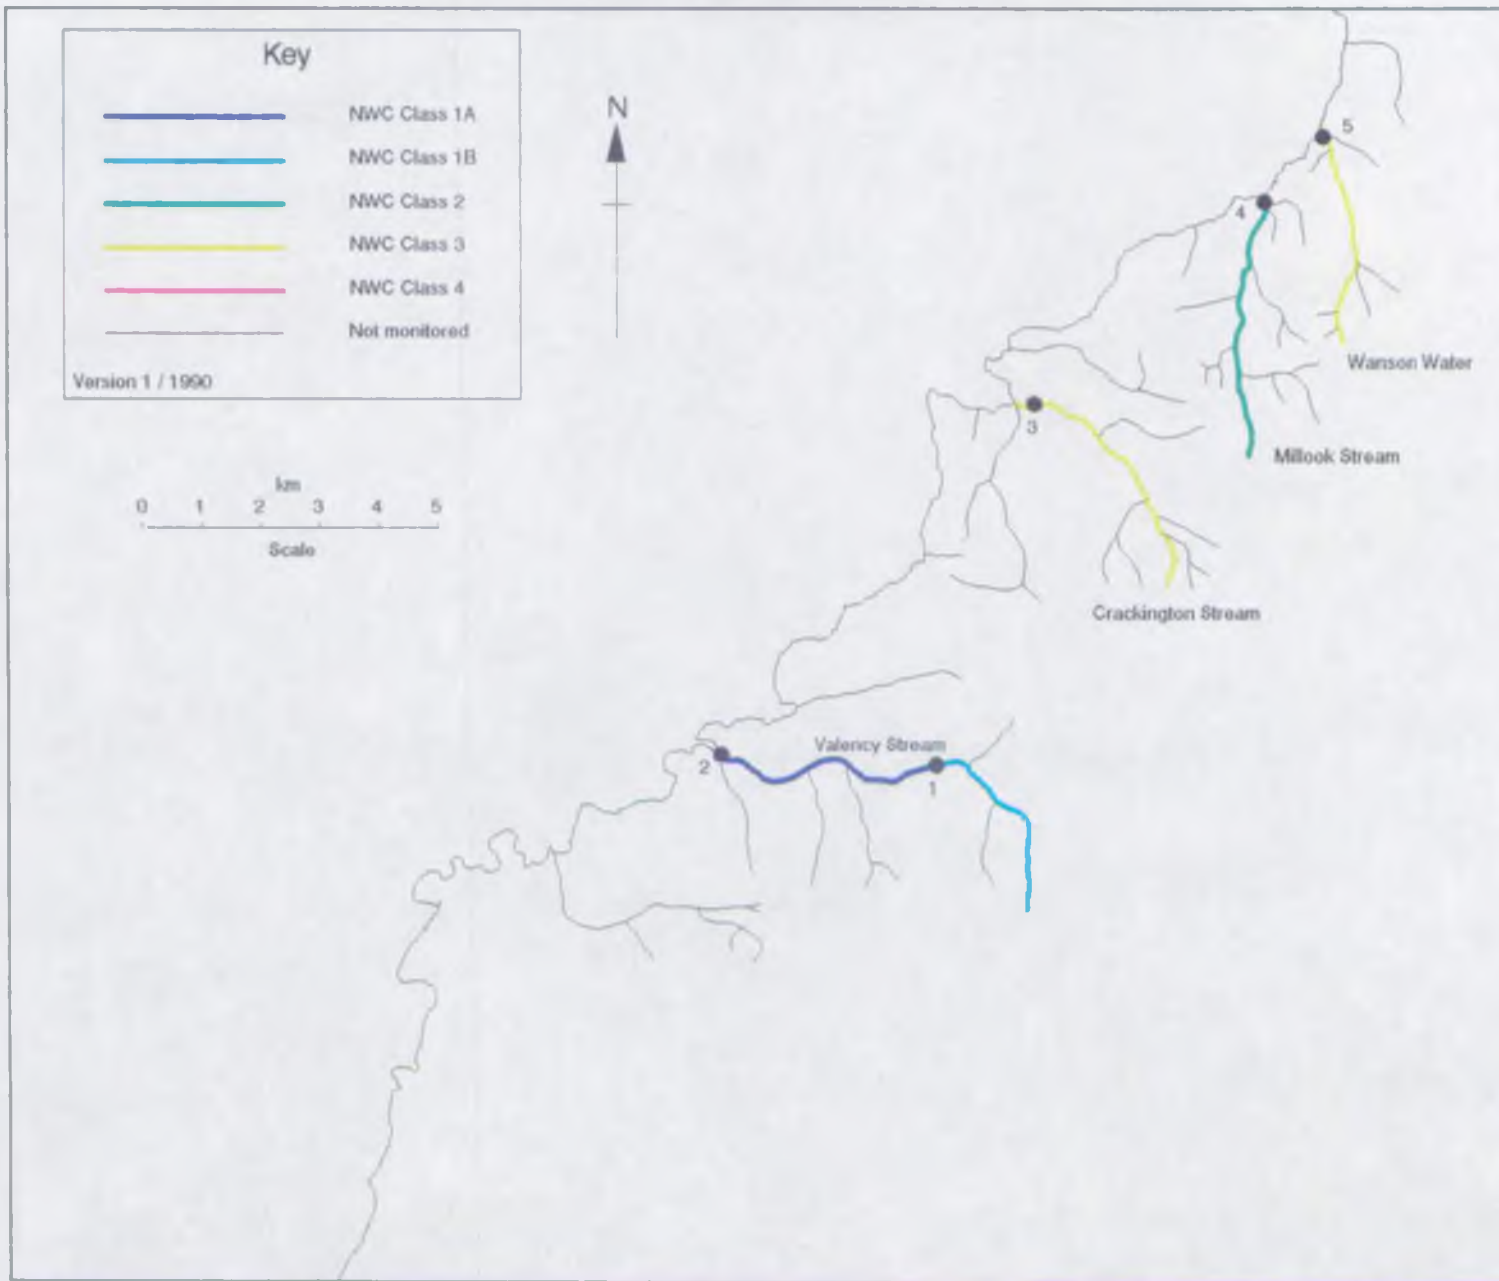 Key
NWC Class 1A
NWC Class 1B
NWC Class 2
NWC Class 3
NWC Class 4
Not monitored
Version 1 / 1990
N
km
0 1 2 3 4 5
Scale
5
4
Wanson Water
3
Millook Stream
Crackington Stream
Valency Stream
2
1